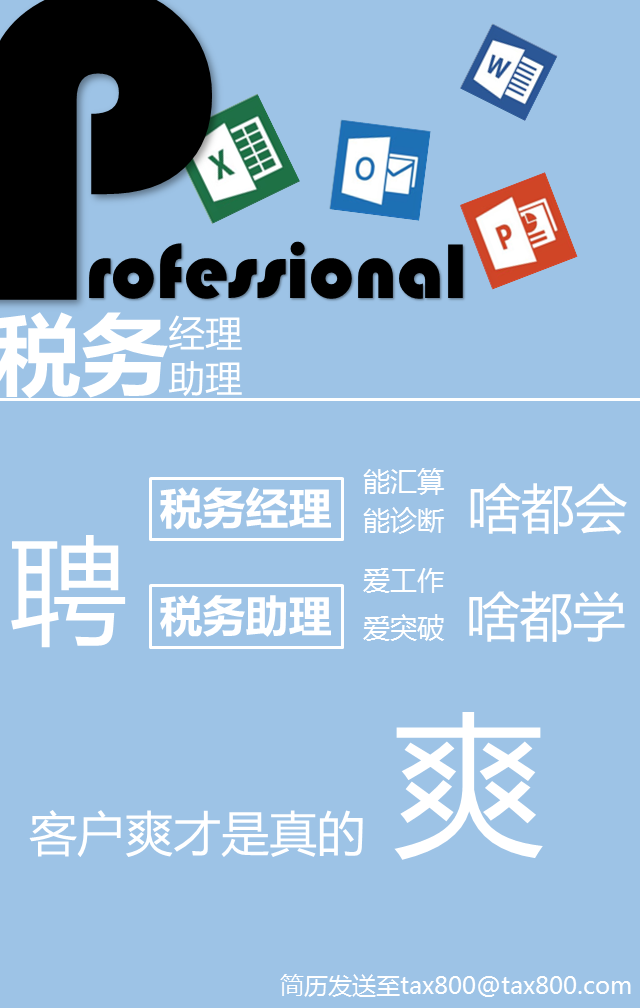 W
X
O
P
Professional
税务
经理
助理
聘
税务经理
能汇算
能诊断
啥都会
税务助理
爱工作
爱突破
啥都学
客户爽才是真的
爽
简历发送至tax800@tax800.com